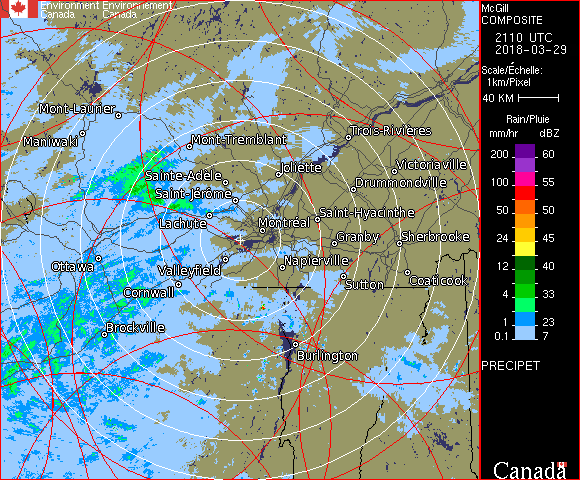 Environment Environnement
Canada Canada
McGill
COMPOSITE
2110 UTC
2018-03-29
Scale/Échelle:
1km/Pixel
40 KM
Rain/Pluie
mm/hr dBZ
200 60
100 55
50 50
24 45
12 40
4 33
1 23
0.1 7
PRECIPET
Canada
Mont-Laurier
Maniwaki
Mont-Tremblant
Trois-Rivières
Sainte-Adèle
Joliette
Victoriaville
Saint-Jérôme
Drummondville
Lachute
Montréal
Saint-Hyacinthe
Granby
Sherbrooke
Ottawa
Valleyfield
Napierville
Cornwall
Sutton
Coaticook
Brockville
Burlington